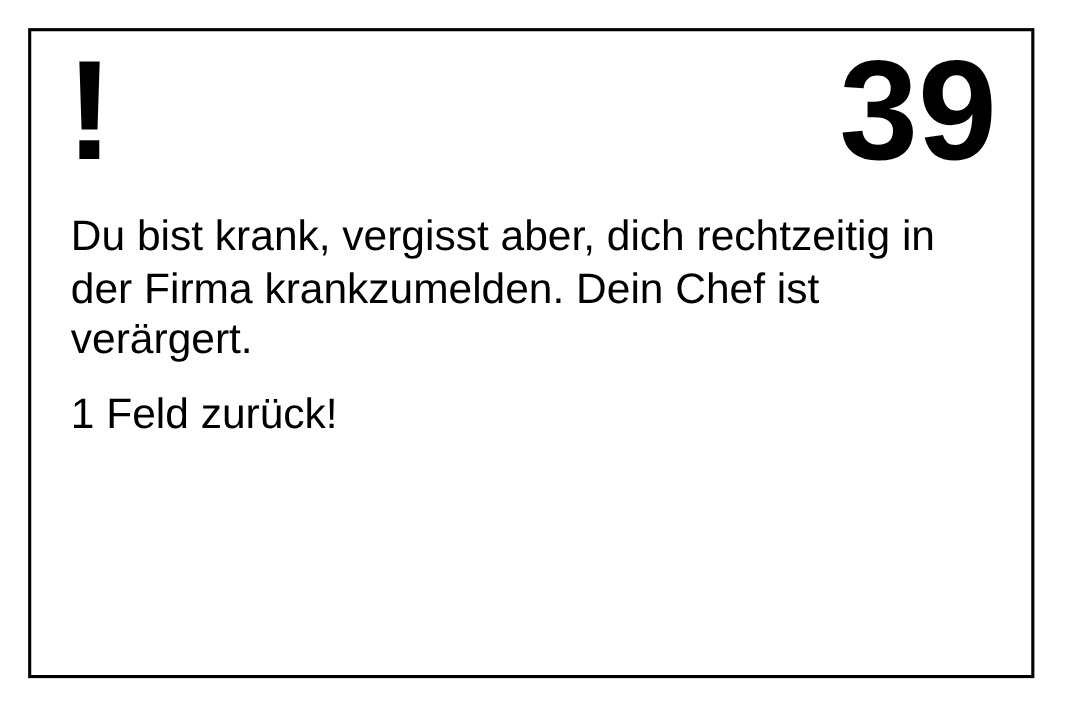 ! 39
Du bist krank, vergisst aber, dich rechtzeitig in
der Firma krankzumelden. Dein Chef ist
verärgert.
1 Feld zurück!